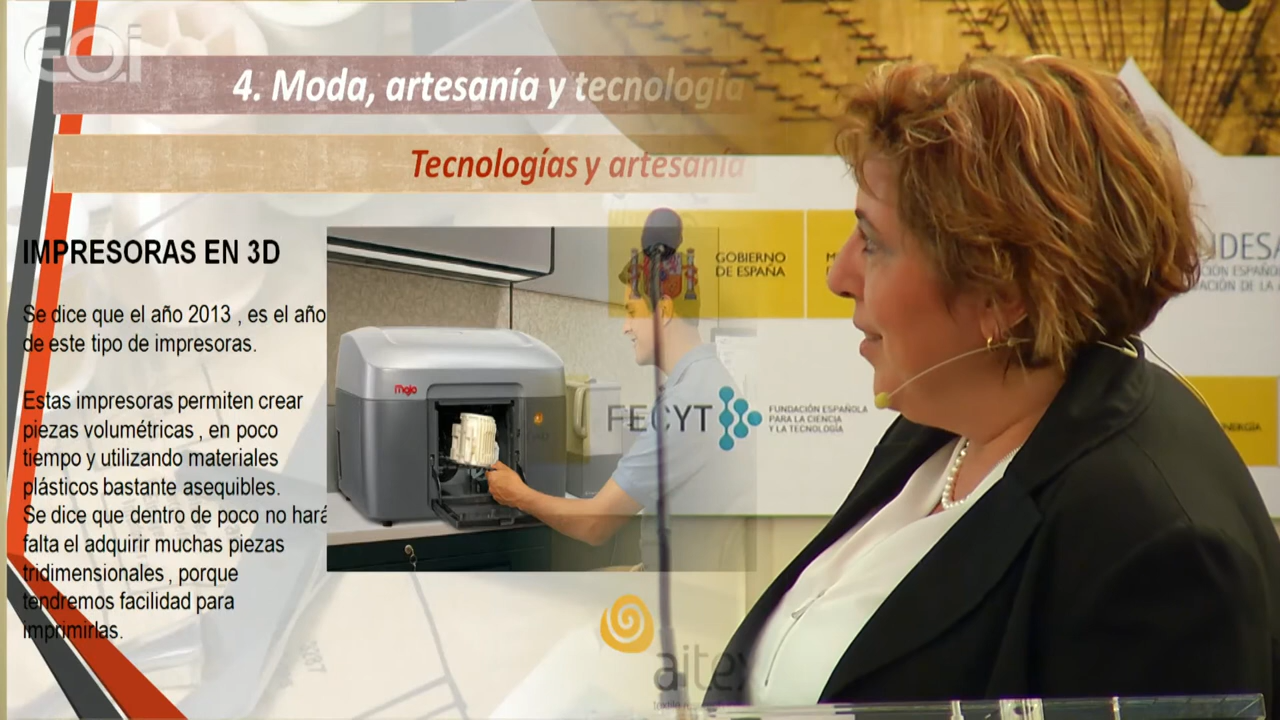 EOi
4. Moda, artesanía y tecnología
Tecnologías y artesanía
IMPRESORAS EN 3D
Se dice que el año 2013 , es el año
de este tipo de impresoras.
Estas impresoras permiten crear
piezas volumétricas , en poco
tiempo y utilizando materiales
plásticos bastante asequibles.
Se dice que dentro de poco no hará
falta el adquirir muchas piezas
tridimensionales , porque
tendremos facilidad para
imprimirlas.
Mojo
GOBIERNO
DE ESPAÑA
FECYT
FUNDACIÓN ESPAÑOLA
PARA LA CIENCIA
Y LA TECNOLOGÍA
aitex